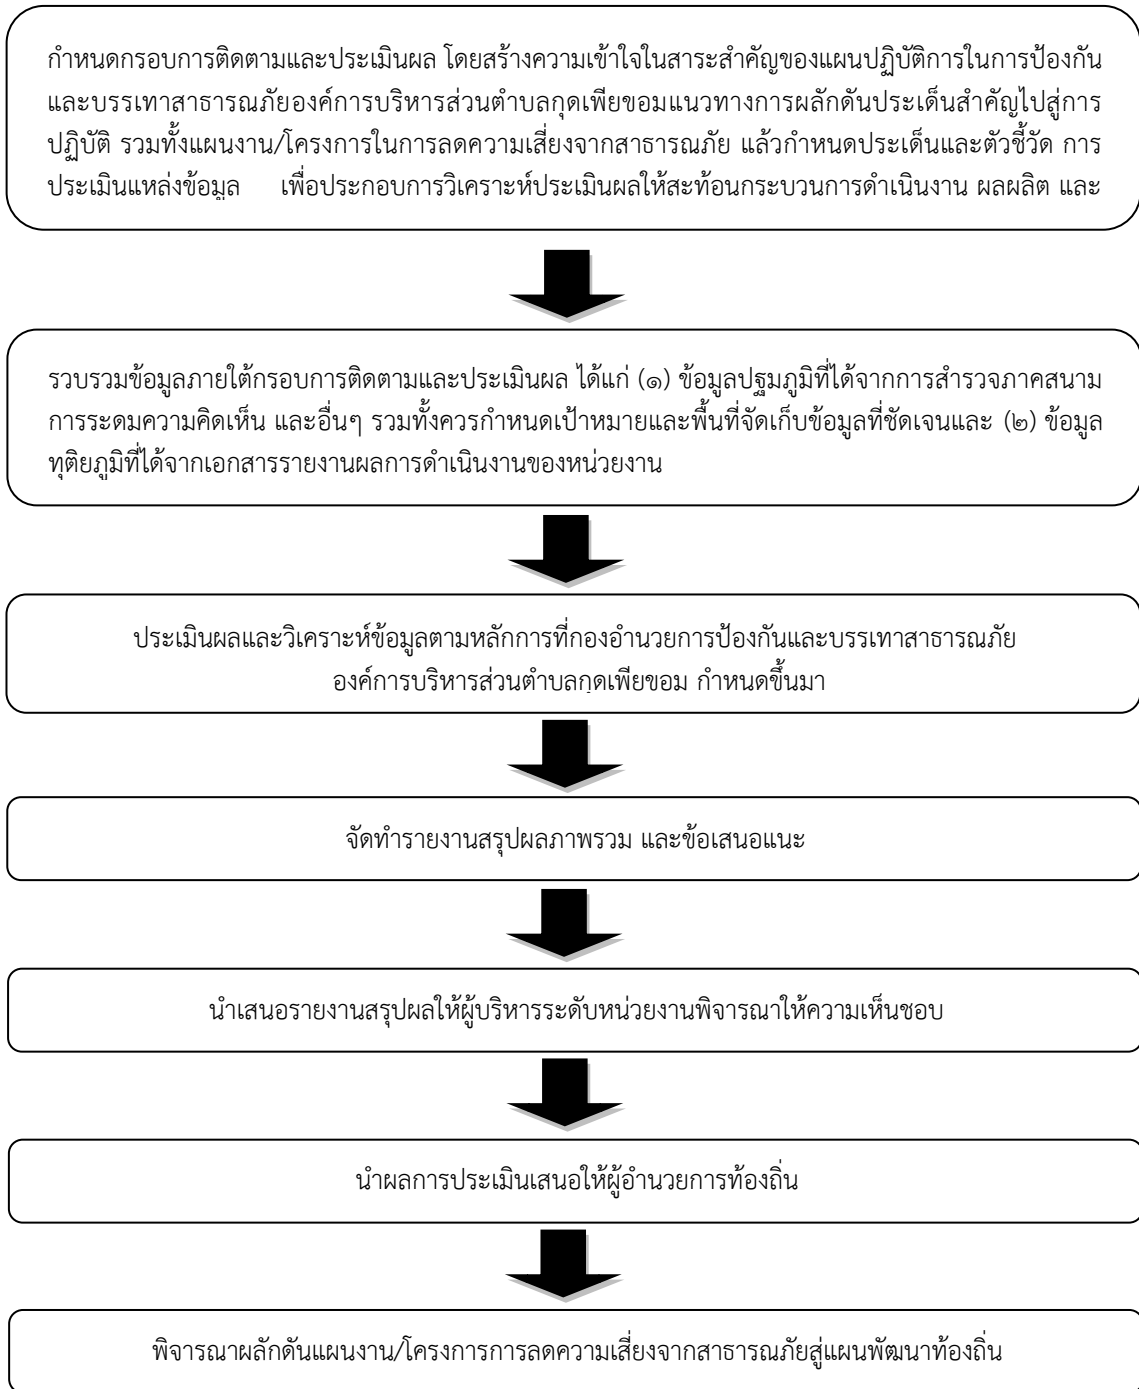 กำหนดกรอบการติดตามและประเมินผล โดยสร้างความเข้าใจในสาระสำคัญของแผนปฏิบัติการในการป้องกัน
และบรรเทาสาธารณภัยองค์การบริหารส่วนตำบลกุดเพียขอมแนวทางการผลักดันประเด็นสำคัญไปสู่การ
ปฏิบัติ รวมทั้งแผนงาน/โครงการในการลดความเสี่ยงจากสาธารณภัย แล้วกำหนดประเด็นและตัวชี้วัด การ
ประเมินแหล่งข้อมูล เพื่อประกอบการวิเคราะห์ประเมินผลให้สะท้อนกระบวนการดำเนินงาน ผลผลิต และ
รวบรวมข้อมูลภายใต้กรอบการติดตามและประเมินผล ได้แก่ (๑) ข้อมูลปฐมภูมิที่ได้จากการสำรวจภาคสนาม
การระดมความคิดเห็น และอื่นๆ รวมทั้งควรกำหนดเป้าหมายและพื้นที่จัดเก็บข้อมูลที่ชัดเจนและ (๒) ข้อมูล
ทุติยภูมิที่ได้จากเอกสารรายงานผลการดำเนินงานของหน่วยงาน
ประเมินผลและวิเคราะห์ข้อมูลตามหลักการที่กองอำนวยการป้องกันและบรรเทาสาธารณภัย
องค์การบริหารส่วนตำบลกุดเพียขอม กำหนดขึ้นมา
จัดทำรายงานสรุปผลภาพรวม และข้อเสนอแนะ
นำเสนอรายงานสรุปผลให้ผู้บริหารระดับหน่วยงานพิจารณาให้ความเห็นชอบ
นำผลการประเมินเสนอให้ผู้อำนวยการท้องถิ่น
พิจารณาผลักดันแผนงาน/โครงการการลดความเสี่ยงจากสาธารณภัยสู่แผนพัฒนาท้องถิ่น